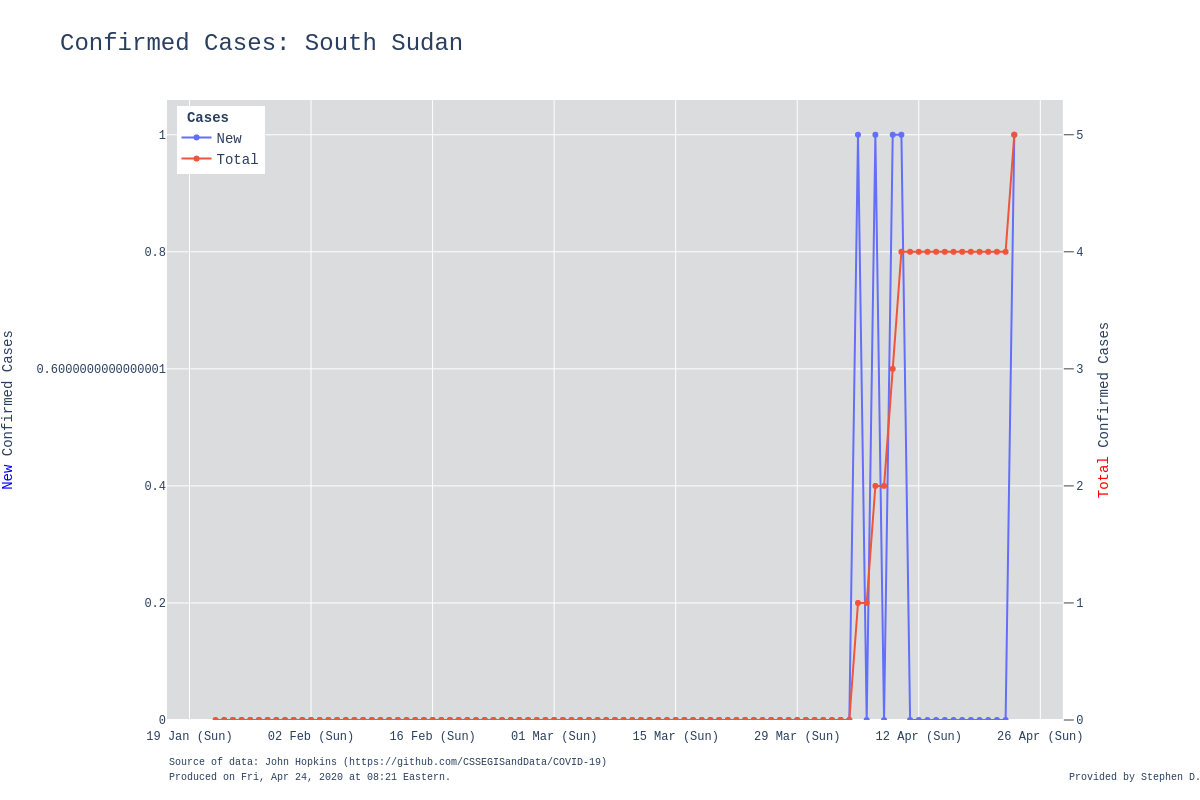 Confirmed Cases: South Sudan
Cases
New
Total
1
0.8
0.6000000000000001
0.4
0.2
0
5
4
3
2
1
0
New Confirmed Cases
Total Confirmed Cases
19 Jan (Sun) 02 Feb (Sun) 16 Feb (Sun) 01 Mar (Sun) 15 Mar (Sun) 29 Mar (Sun) 12 Apr (Sun) 26 Apr (Sun)
Source of data: John Hopkins (https://github.com/CSSEGISandData/COVID-19)
Produced on Fri, Apr 24, 2020 at 08:21 Eastern.
Provided by Stephen D.